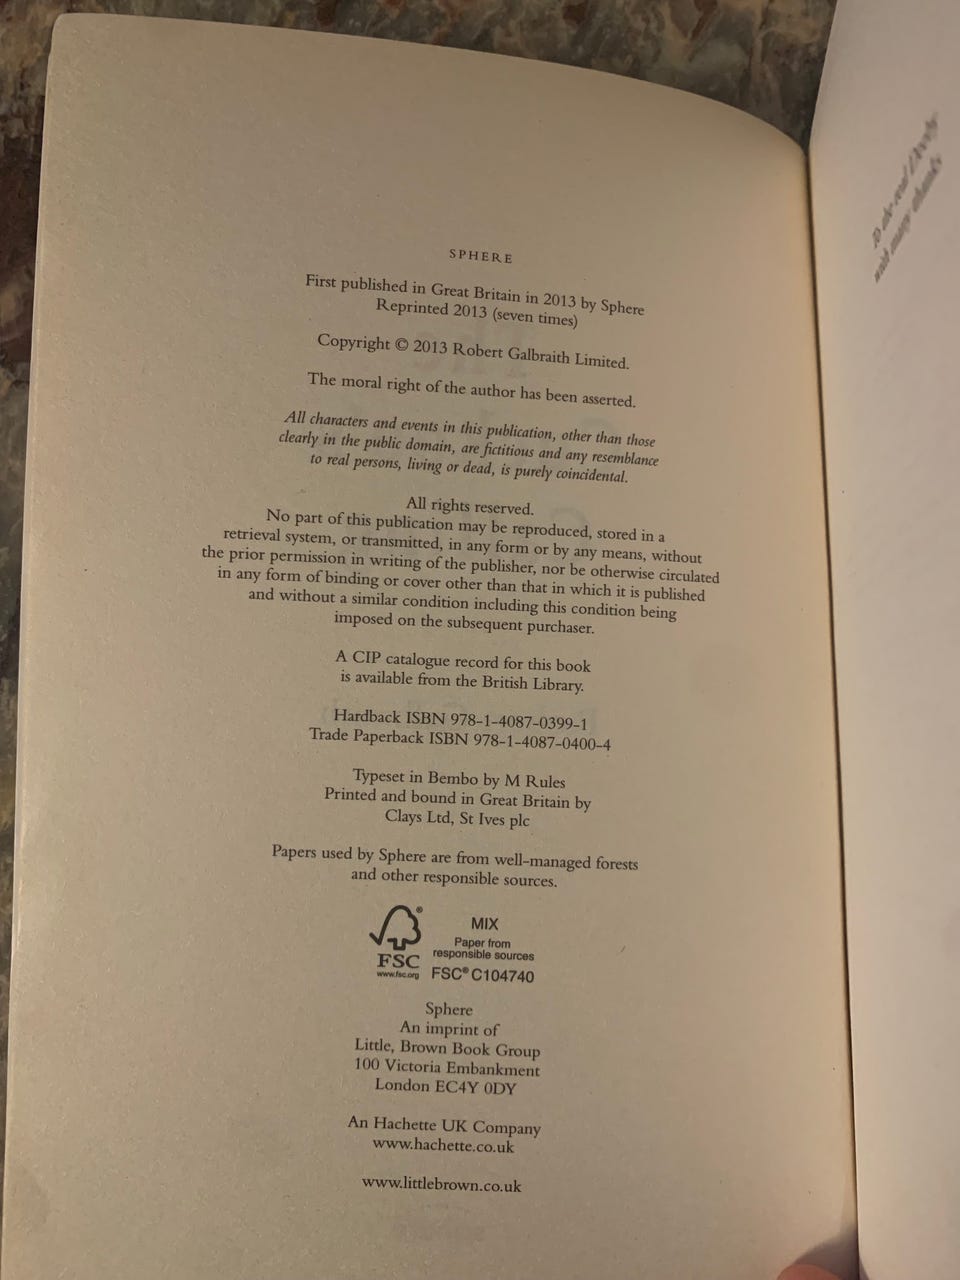 SPHERE
First published in Great Britain in 2013 by Sphere
Reprinted 2013 (seven times)
Copyright © 2013 Robert Galbraith Limited.
The moral right of the author has been asserted.
All characters and events in this publication, other than those
clearly in the public domain, are fictitious and any resemblance
to real persons, living or dead, is purely coincidental.
All rights reserved.
No part of this publication may be reproduced, stored in a
retrieval system, or transmitted, in any form or by any means, without
the prior permission in writing of the publisher, nor be otherwise circulated
in any form of binding or cover other than that in which it is published
and without a similar condition including this condition being
imposed on the subsequent purchaser.
A CIP catalogue record for this book
is available from the British Library.
Hardback ISBN 978-1-4087-0399-1
Trade Paperback ISBN 978-1-4087-0400-4
Typeset in Bembo by M Rules
Printed and bound in Great Britain by
Clays Ltd, St Ives plc
Papers used by Sphere are from well-managed forests
and other responsible sources.
®
FSC
www.fsc.org
MIX
Paper from
responsible sources
FSC® C104740
Sphere
An imprint of
Little, Brown Book Group
100 Victoria Embankment
London EC4Y 0DY
An Hachette UK Company
www.hachette.co.uk
www.littlebrown.co.uk
To the real
with many thanks